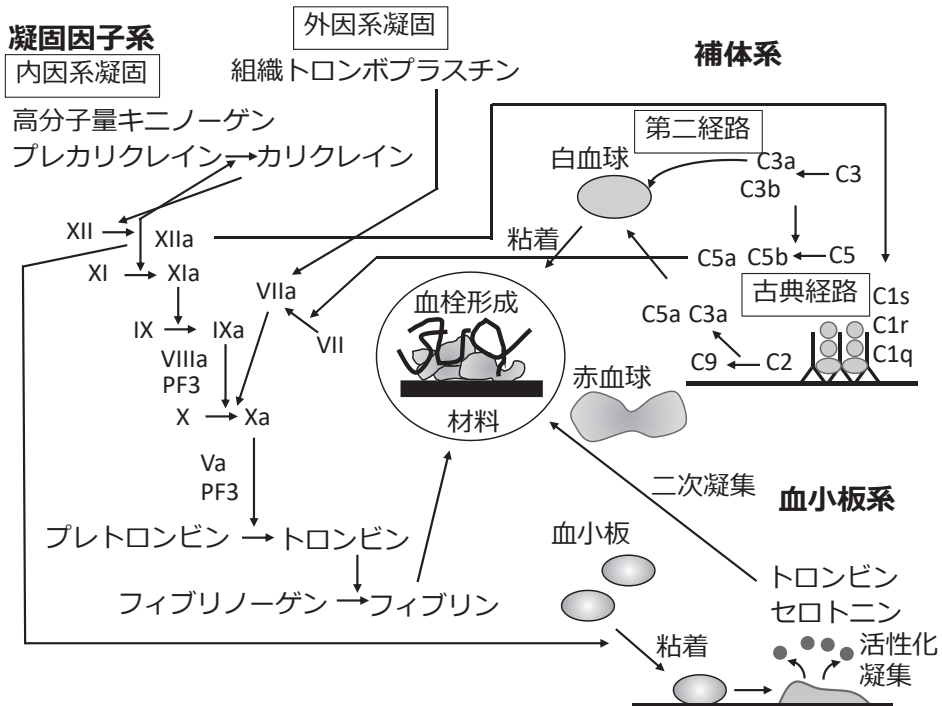 凝固因子系
内因系凝固
高分子量キニノーゲン
プレカリクレイン カリクレイン
XII XIIa
XI XIa
IX IXa
VIIIa
PF3
X Xa
Va
PF3
プレトロンビン トロンビン
フィブリノーゲン フィブリン
外因系凝固
組織トロンボプラスチン
VIIa
VII
補体系
第二経路
白血球
C3a C3
C3b
粘着
C5a C5b C5
古典経路
C1s
C1r
C1q
C5a C3a
C9 C2
血栓形成
材料
赤血球
二次凝集
血小板系
血小板
トロンビン
セロトニン
粘着
活性化
凝集